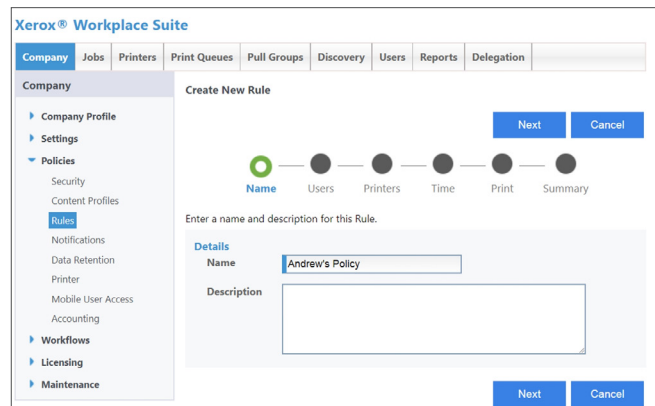 Xerox® Workplace Suite
Company Jobs Printers Print Queues Pull Groups Discovery Users Reports Delegation
Company
Company Profile
Settings
Policies
Security
Content Profiles
Rules
Notifications
Data Retention
Printer
Mobile User Access
Accounting
Workflows
Licensing
Maintenance
Create New Rule
Next Cancel
Name Users Printers Time Print Summary
Enter a name and description for this Rule.
Details
Name Andrew's Policy
Description
Next Cancel